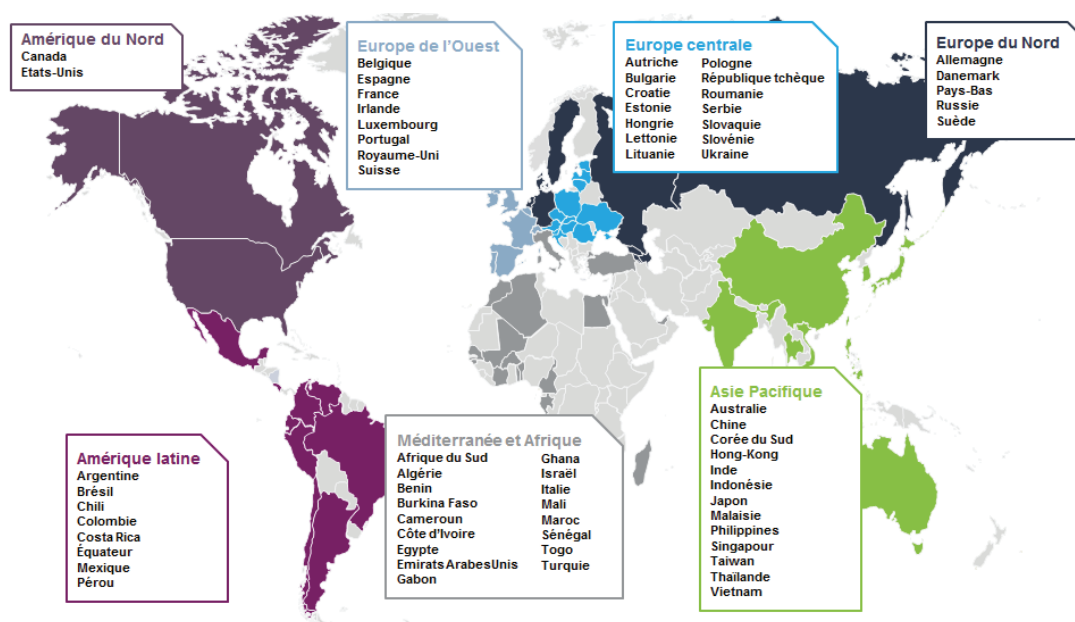 Amérique du Nord
Canada
Etats-Unis
Europe de l'Ouest
Belgique
Espagne
France
Irlande
Luxembourg
Portugal
Royaume-Uni
Suisse
Europe centrale
Autriche
Bulgarie
Croatie
Estonie
Hongrie
Lettonie
Lituanie
Pologne
République tchèque
Roumanie
Serbie
Slovaquie
Slovénie
Ukraine
Europe du Nord
Allemagne
Danemark
Pays-Bas
Russie
Suède
Amérique latine
Argentine
Brésil
Chili
Colombie
Costa Rica
Équateur
Mexique
Pérou
Méditerranée et Afrique
Afrique du Sud
Algérie
Benin
Burkina Faso
Cameroun
Côte d'Ivoire
Egypte
Emirats Arabes Unis
Gabon
Ghana
Israël
Italie
Mali
Maroc
Sénégal
Togo
Turquie
Asie Pacifique
Australie
Chine
Corée du Sud
Hong-Kong
Inde
Indonésie
Japon
Malaisie
Philippines
Singapour
Taiwan
Thaïlande
Vietnam